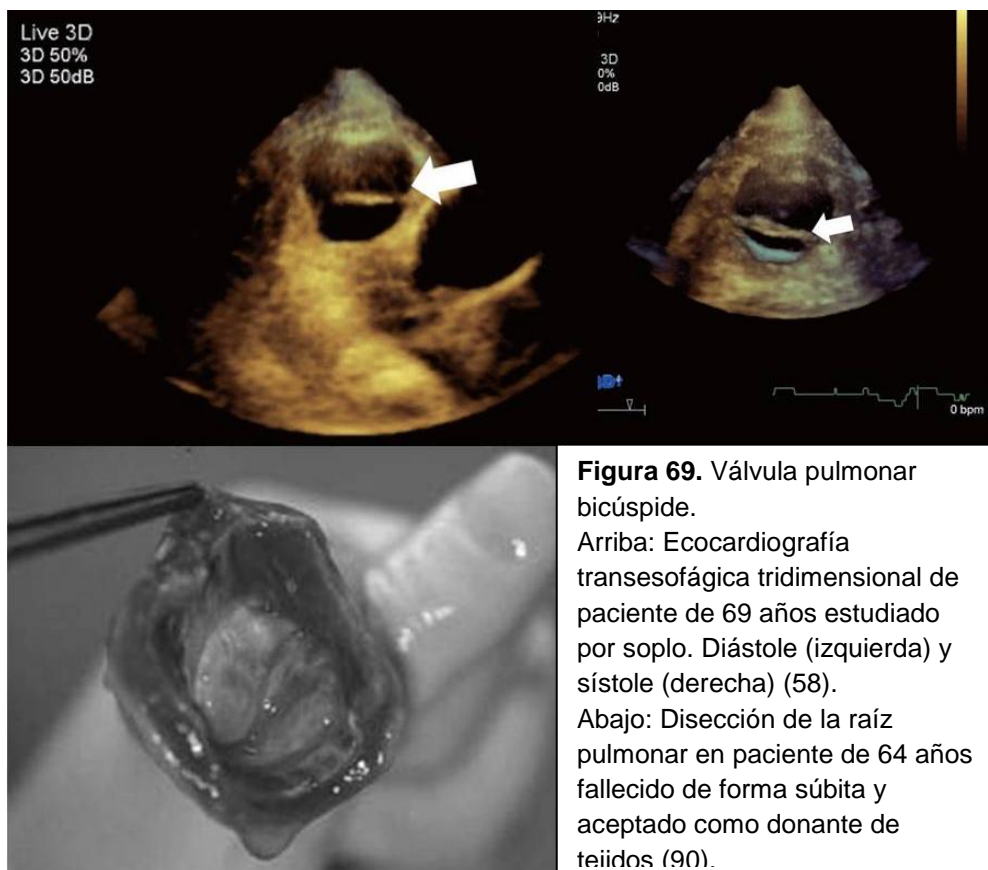 Live 3D
3D 50%
3D 50dB
9Hz
3D
0%
0dB
0 bpm
Figura 69. Válvula pulmonar
bicúspide.
Arriba: Ecocardiografía
transesofágica tridimensional de
paciente de 69 años estudiado
por soplo. Diástole (izquierda) y
sístole (derecha) (58).
Abajo: Disección de la raíz
pulmonar en paciente de 64 años
fallecido de forma súbita y
aceptado como donante de
tejidos (90).